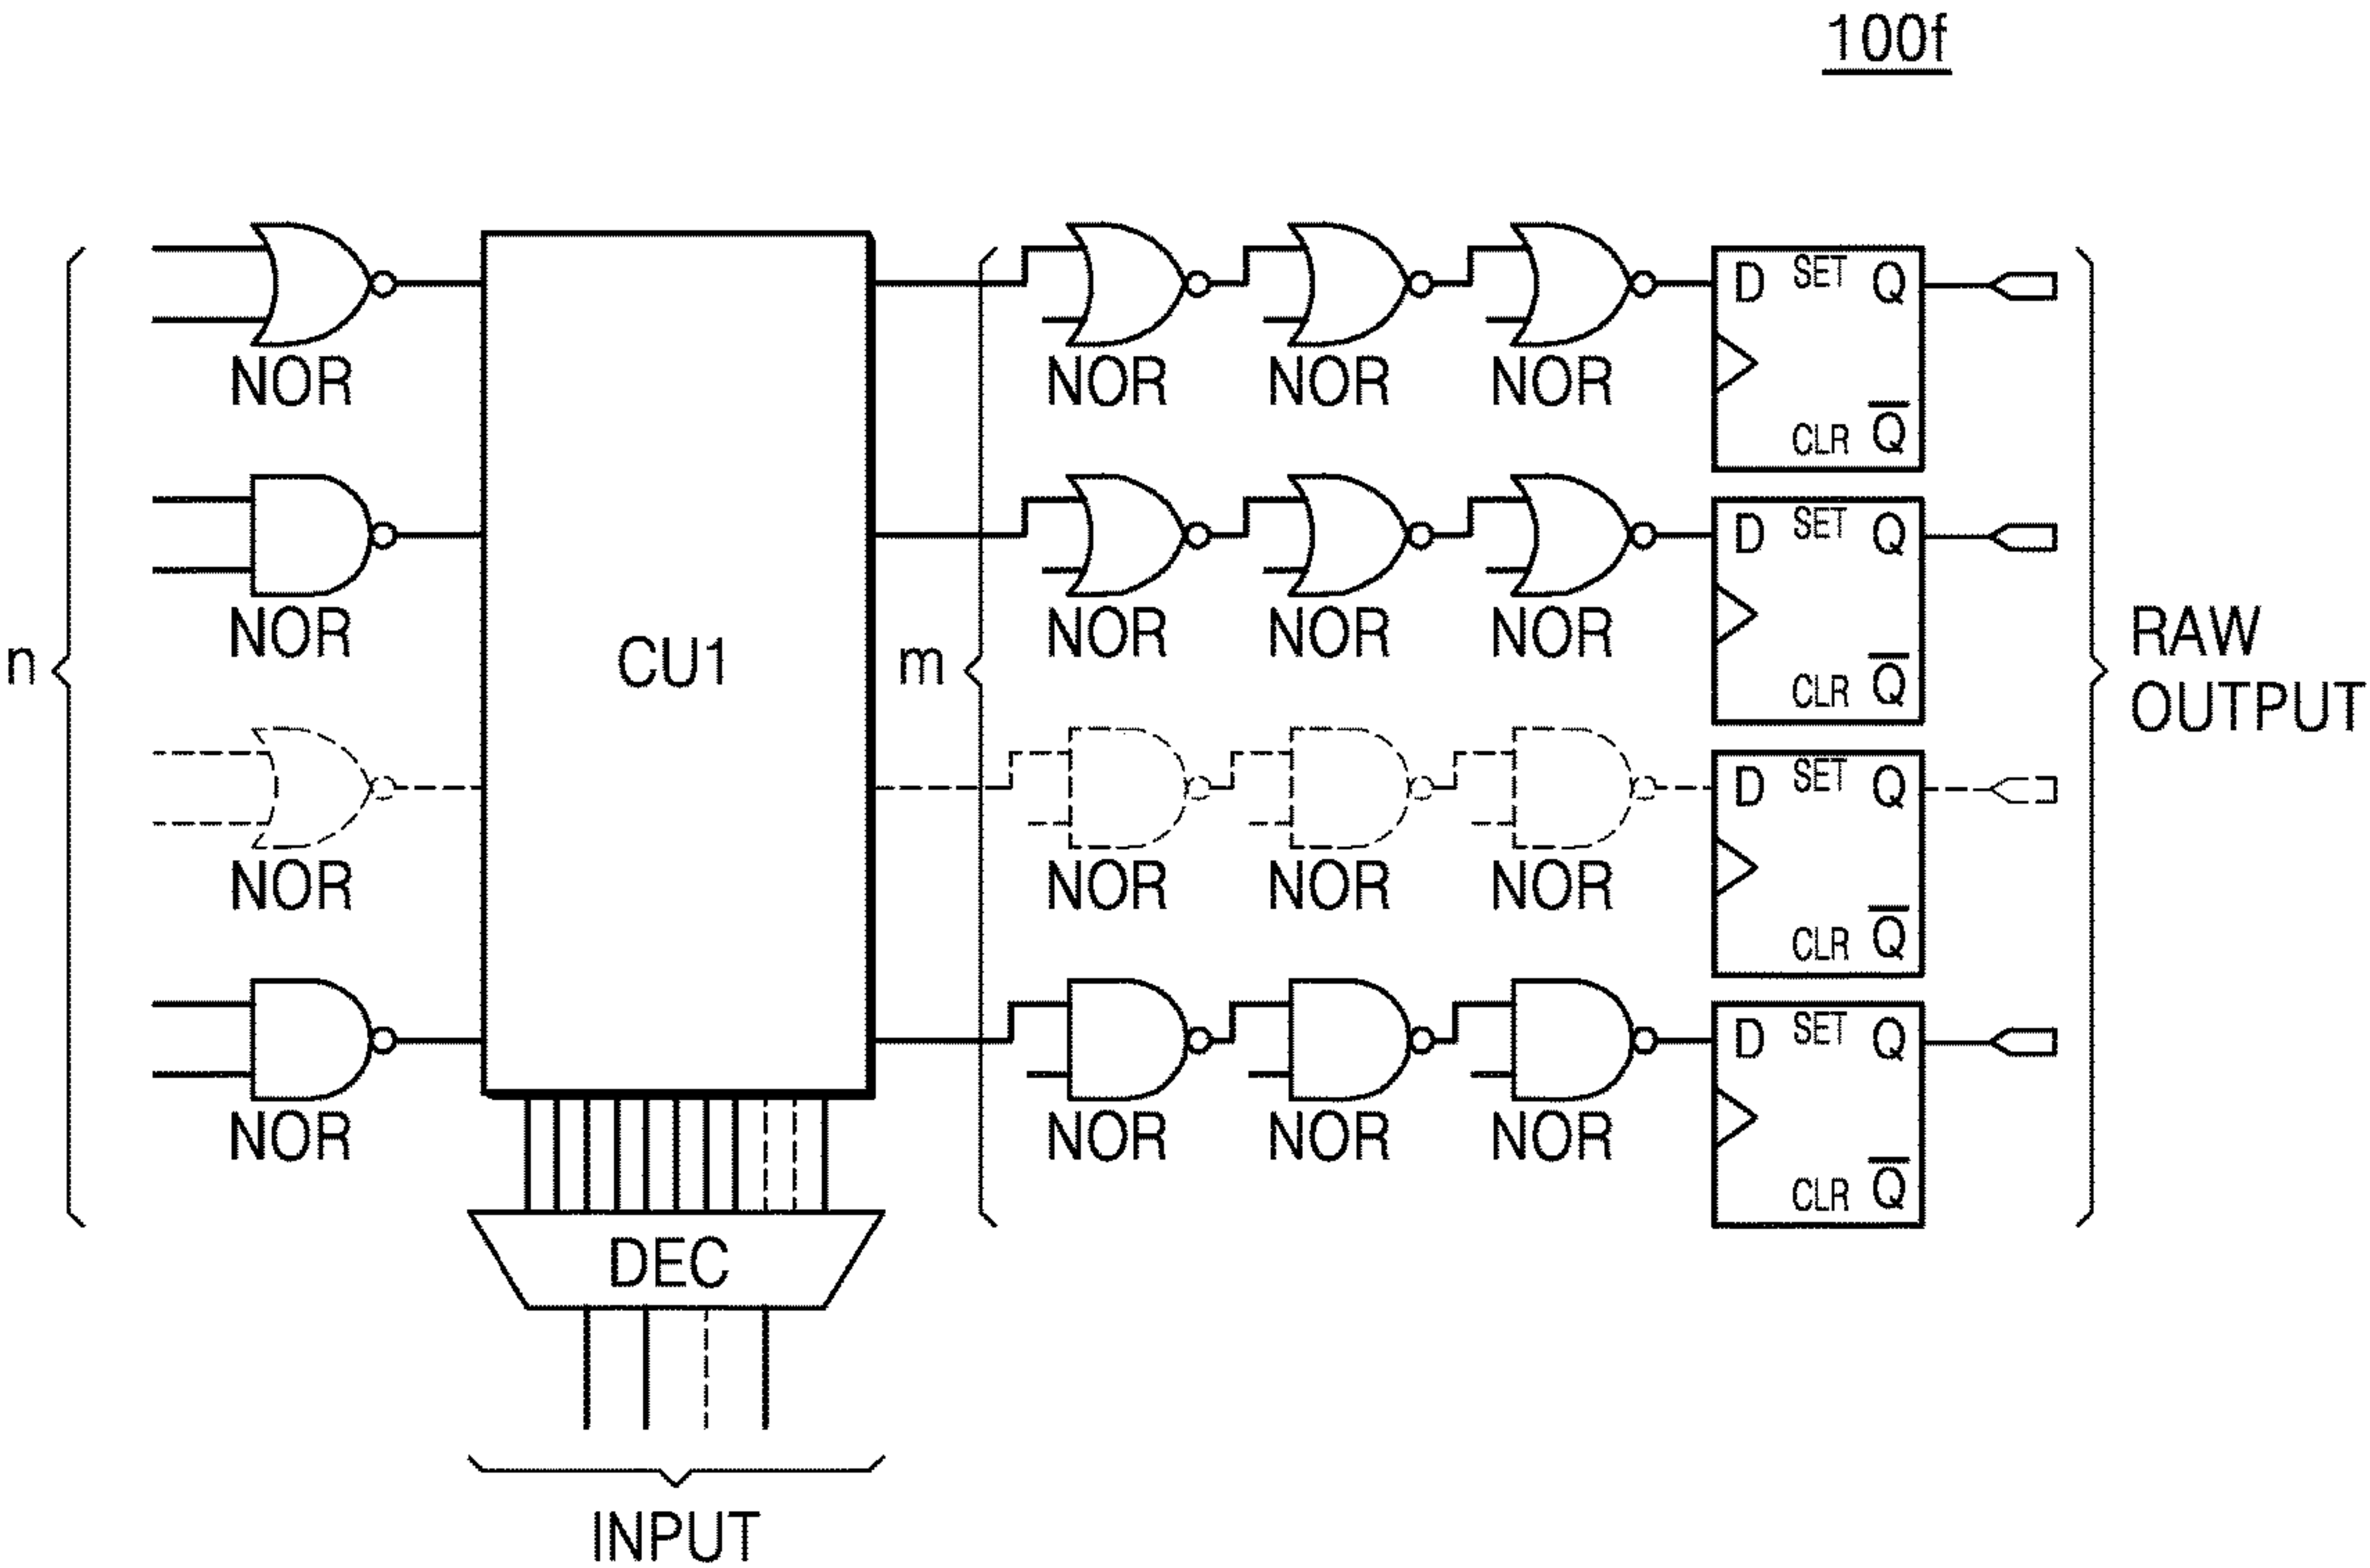 100f
D SET Q
NOR NOR NOR NOR
CLR Q̅
D SET Q
NOR NOR NOR NOR
CLR Q̅
n
CU1
m
RAW
OUTPUT
D SET Q
NOR NOR NOR NOR
CLR Q̅
D SET Q
NOR NOR NOR NOR
CLR Q̅
DEC
INPUT